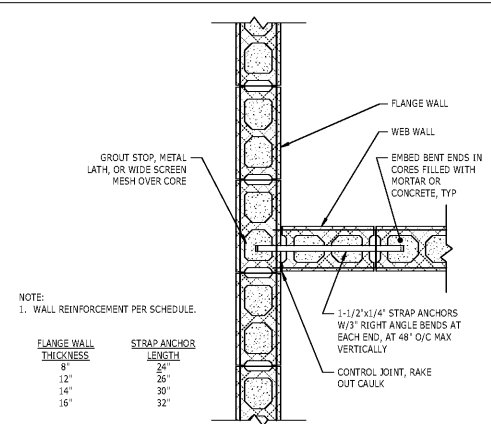 FLANGE WALL
WEB WALL
GROUT STOP, METAL
LATH, OR WIDE SCREEN
MESH OVER CORE
EMBED BENT ENDS IN
CORES FILLED WITH
MORTAR OR
CONCRETE, TYP
NOTE:
1. WALL REINFORCEMENT PER SCHEDULE.
1-1/2"x1/4" STRAP ANCHORS
W/3" RIGHT ANGLE BENDS AT
EACH END, AT 48" O/C MAX
VERTICALLY
FLANGE WALL STRAP ANCHOR
THICKNESS LENGTH
8" 24"
12" 26"
14" 30"
16" 32"
CONTROL JOINT, RAKE
OUT CAULK